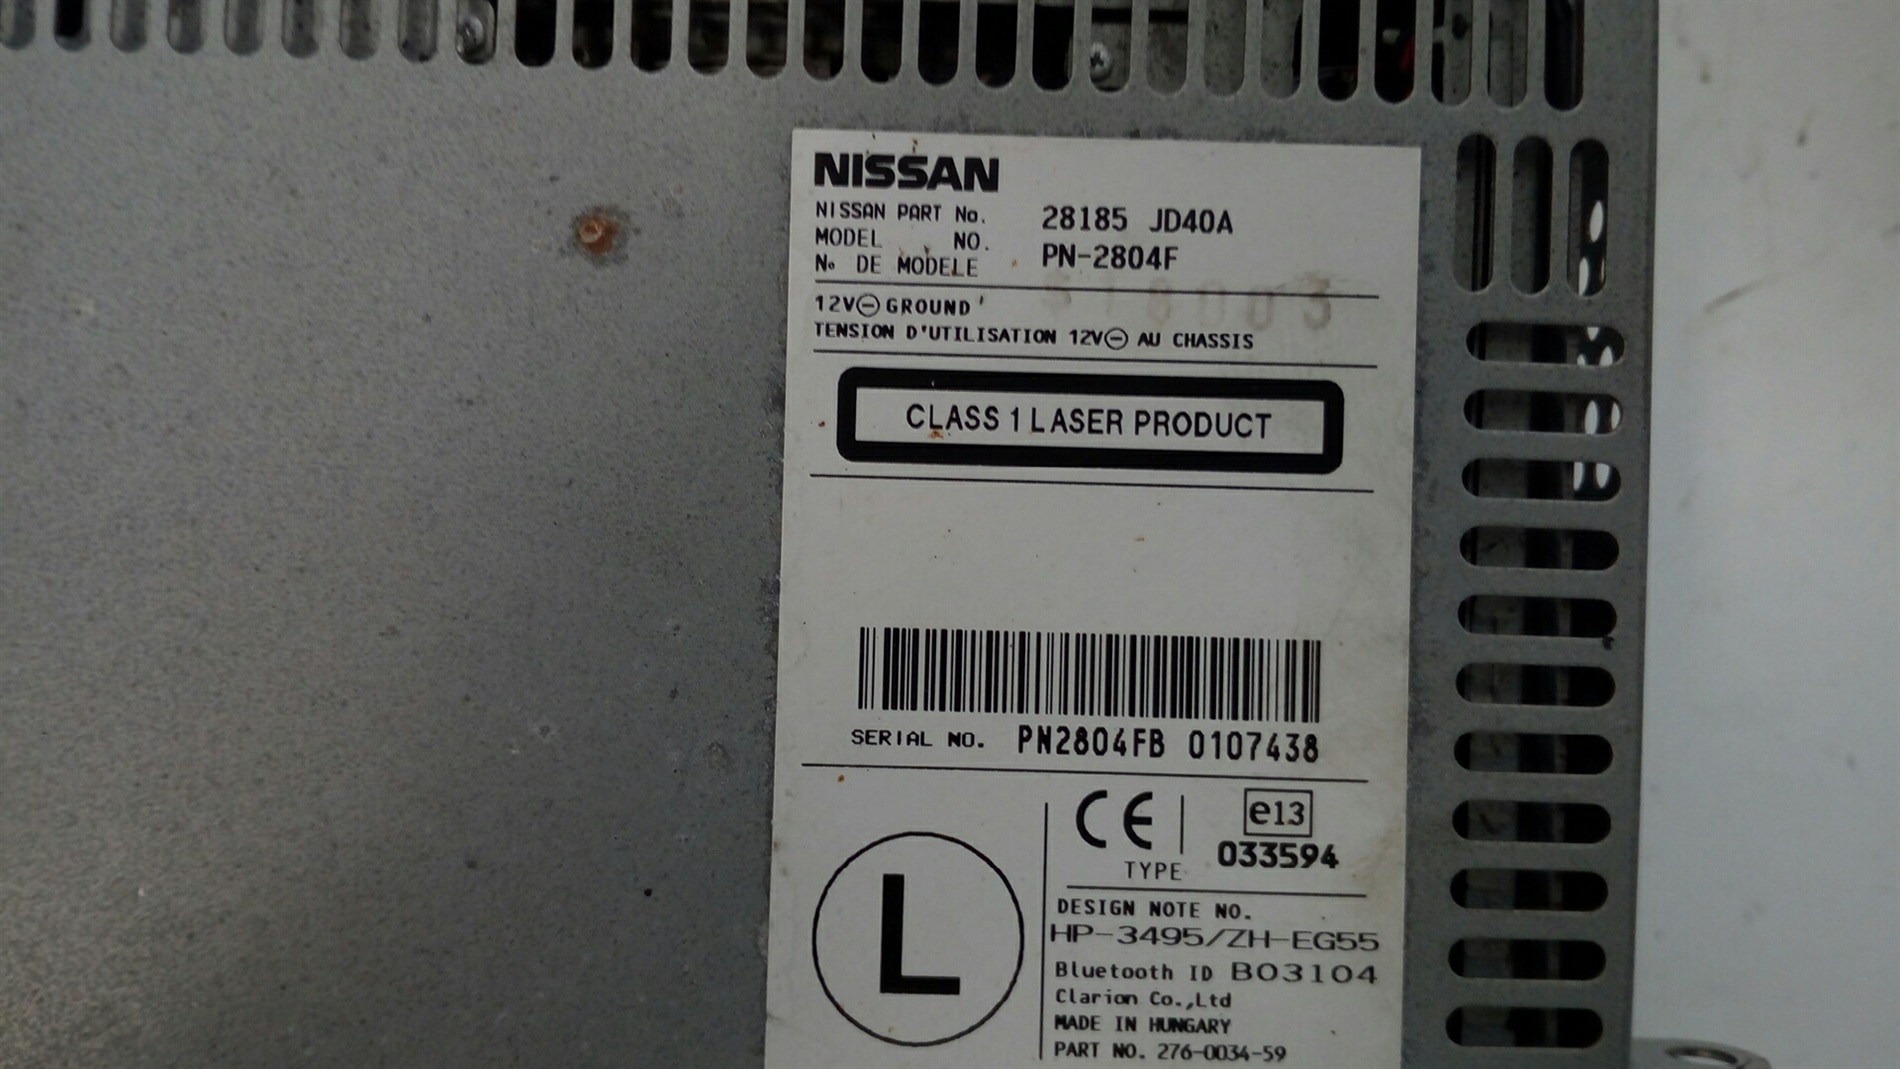 NISSAN
NISSAN PART No. 28185 JD40A
MODEL NO. PN-2804F
No DE MODELE
12V⊖GROUND
TENSION D'UTILISATION 12V⊖ AU CHASSIS
CLASS 1 LASER PRODUCT
SERIAL NO. PN2804FB 0107438
L
CE
TYPE
e13
033594
DESIGN NOTE NO.
HP-3495/ZH-EG55
Bluetooth ID B03104
Clarion Co.,Ltd
MADE IN HUNGARY
PART NO. 276-0034-59